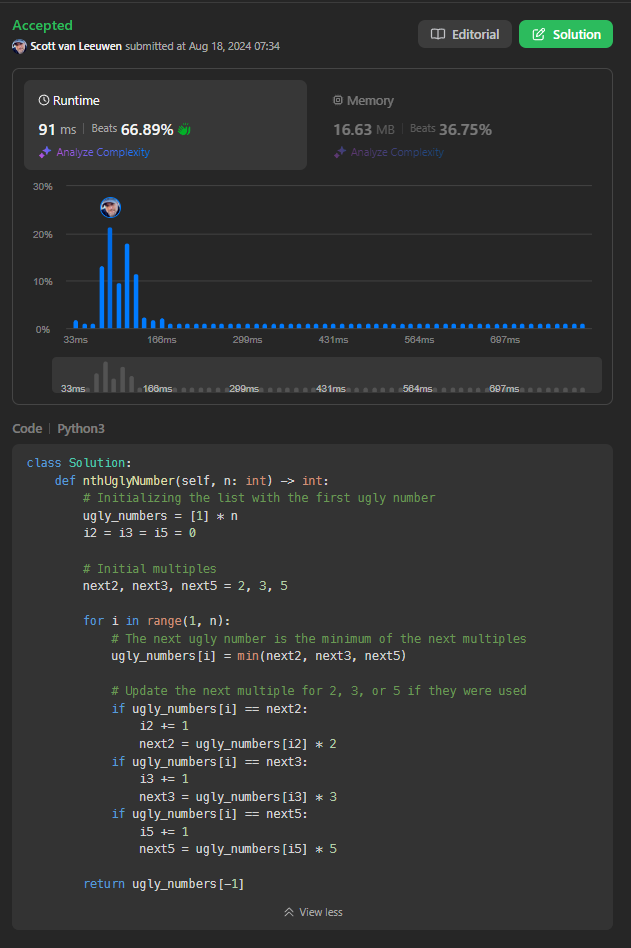 Accepted
Editorial
Solution
Scott van Leeuwen submitted at Aug 18, 2024 07:34
Runtime
91 ms | Beats 66.89%
Analyze Complexity
Memory
16.63 MB | Beats 36.75%
Analyze Complexity
30%
20%
10%
0%
33ms 166ms 299ms 431ms 564ms 697ms
33ms 166ms 299ms 431ms 564ms 697ms
Code | Python3
class Solution:
    def nthUglyNumber(self, n: int) -> int:
        # Initializing the list with the first ugly number
        ugly_numbers = [1] * n
        i2 = i3 = i5 = 0

        # Initial multiples
        next2, next3, next5 = 2, 3, 5

        for i in range(1, n):
            # The next ugly number is the minimum of the next multiples
            ugly_numbers[i] = min(next2, next3, next5)

            # Update the next multiple for 2, 3, or 5 if they were used
            if ugly_numbers[i] == next2:
                i2 += 1
                next2 = ugly_numbers[i2] * 2
            if ugly_numbers[i] == next3:
                i3 += 1
                next3 = ugly_numbers[i3] * 3
            if ugly_numbers[i] == next5:
                i5 += 1
                next5 = ugly_numbers[i5] * 5

        return ugly_numbers[-1]
View less